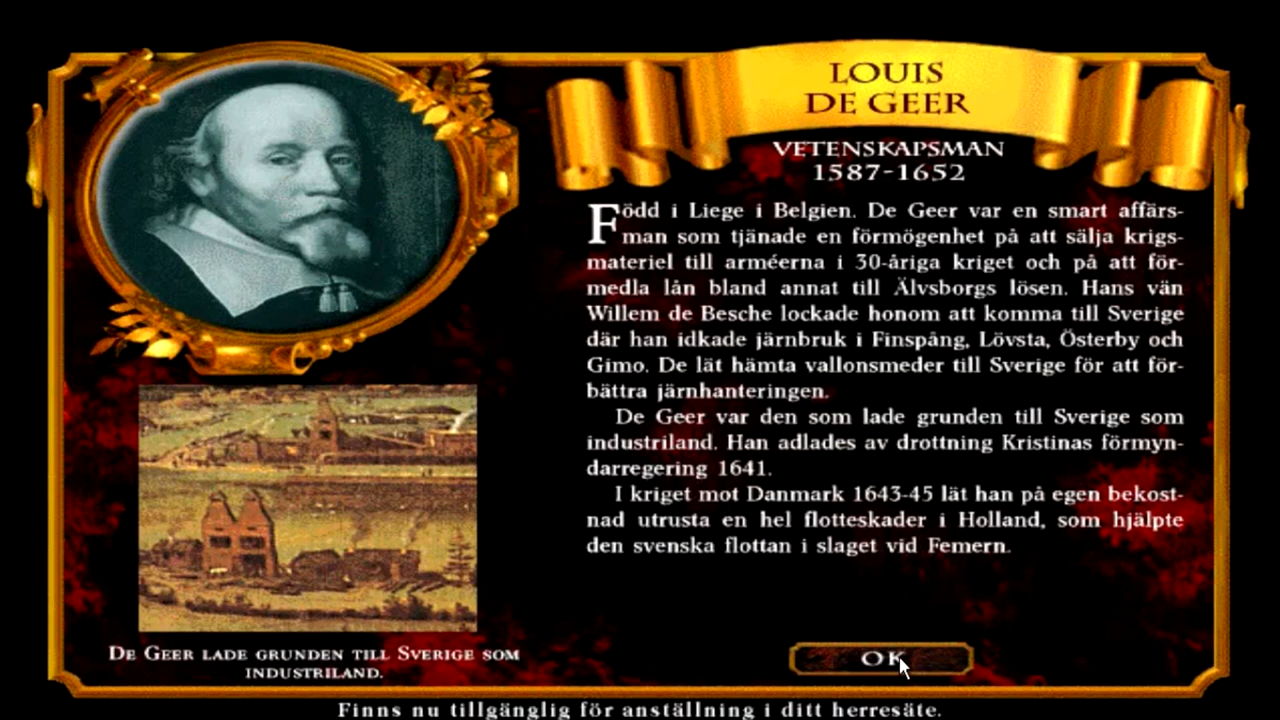 LOUIS
DE GEER
VETENSKAPSMAN
1587-1652
Född i Liege i Belgien. De Geer var en smart affärs-
man som tjänade en förmögenhet på att sälja krigs-
materiel till arméerna i 30-åriga kriget och på att för-
medla lån bland annat till Älvsborgs lösen. Hans vän
Willem de Besche lockade honom att komma till Sverige
där han idkade järnbruk i Finspång, Lövsta, Österby och
Gimo. De lät hämta vallonsmeder till Sverige för att för-
bättra järnhanteringen.
De Geer var den som lade grunden till Sverige som
industriland. Han adlades av drottning Kristinas förmyn-
darregering 1641.
I kriget mot Danmark 1643-45 lät han på egen bekost-
nad utrusta en hel flotteskader i Holland, som hjälpte
den svenska flottan i slaget vid Femern.
De Geer lade grunden till Sverige som
industriland.
OK
Finns nu tillgänglig för anställning i ditt herresäte.